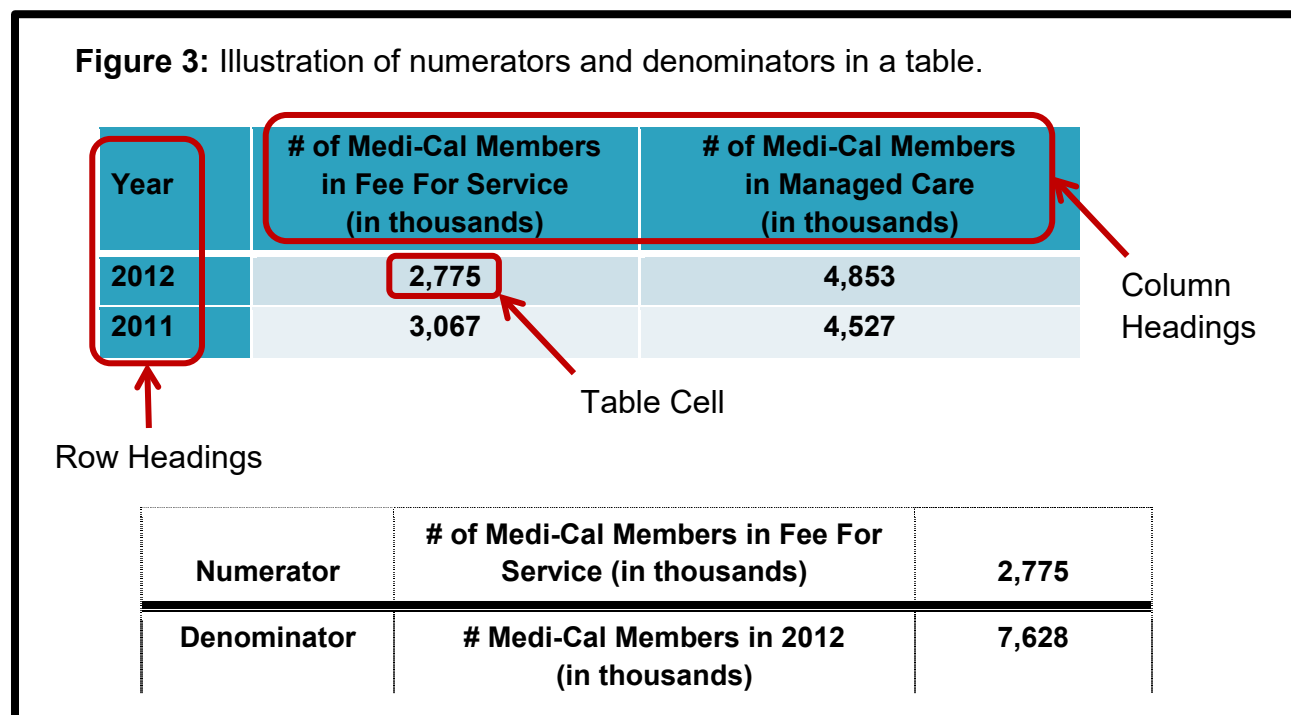 Figure 3: Illustration of numerators and denominators in a table.
Year
# of Medi-Cal Members
in Fee For Service
(in thousands)
# of Medi-Cal Members
in Managed Care
(in thousands)
2012 2,775 4,853
2011 3,067 4,527
Column
Headings
Table Cell
Row Headings
# of Medi-Cal Members in Fee For
Numerator Service (in thousands) 2,775
Denominator # Medi-Cal Members in 2012 7,628
(in thousands)